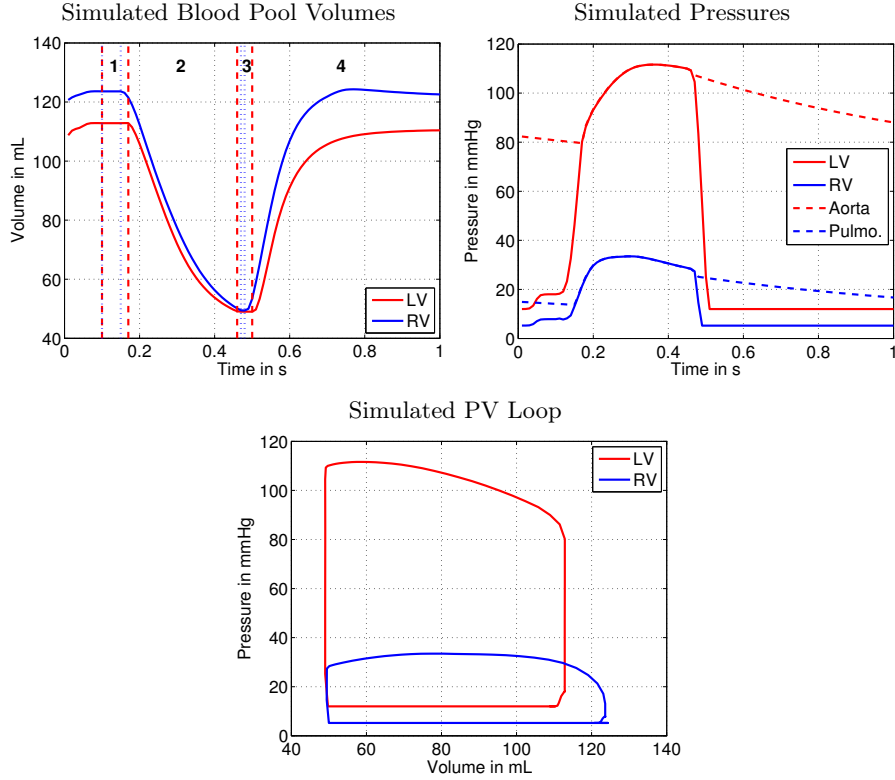 Simulated Blood Pool Volumes
140
120
100
80
60
40
Volume in mL
1 2 3 4
LV
RV
0 0.2 0.4 0.6 0.8 1
Time in s
Simulated Pressures
120
100
80
60
40
20
0
Pressure in mmHg
LV
RV
Aorta
Pulmo.
0 0.2 0.4 0.6 0.8 1
Time in s
Simulated PV Loop
120
100
80
60
40
20
0
Pressure in mmHg
LV
RV
40 60 80 100 120 140
Volume in mL